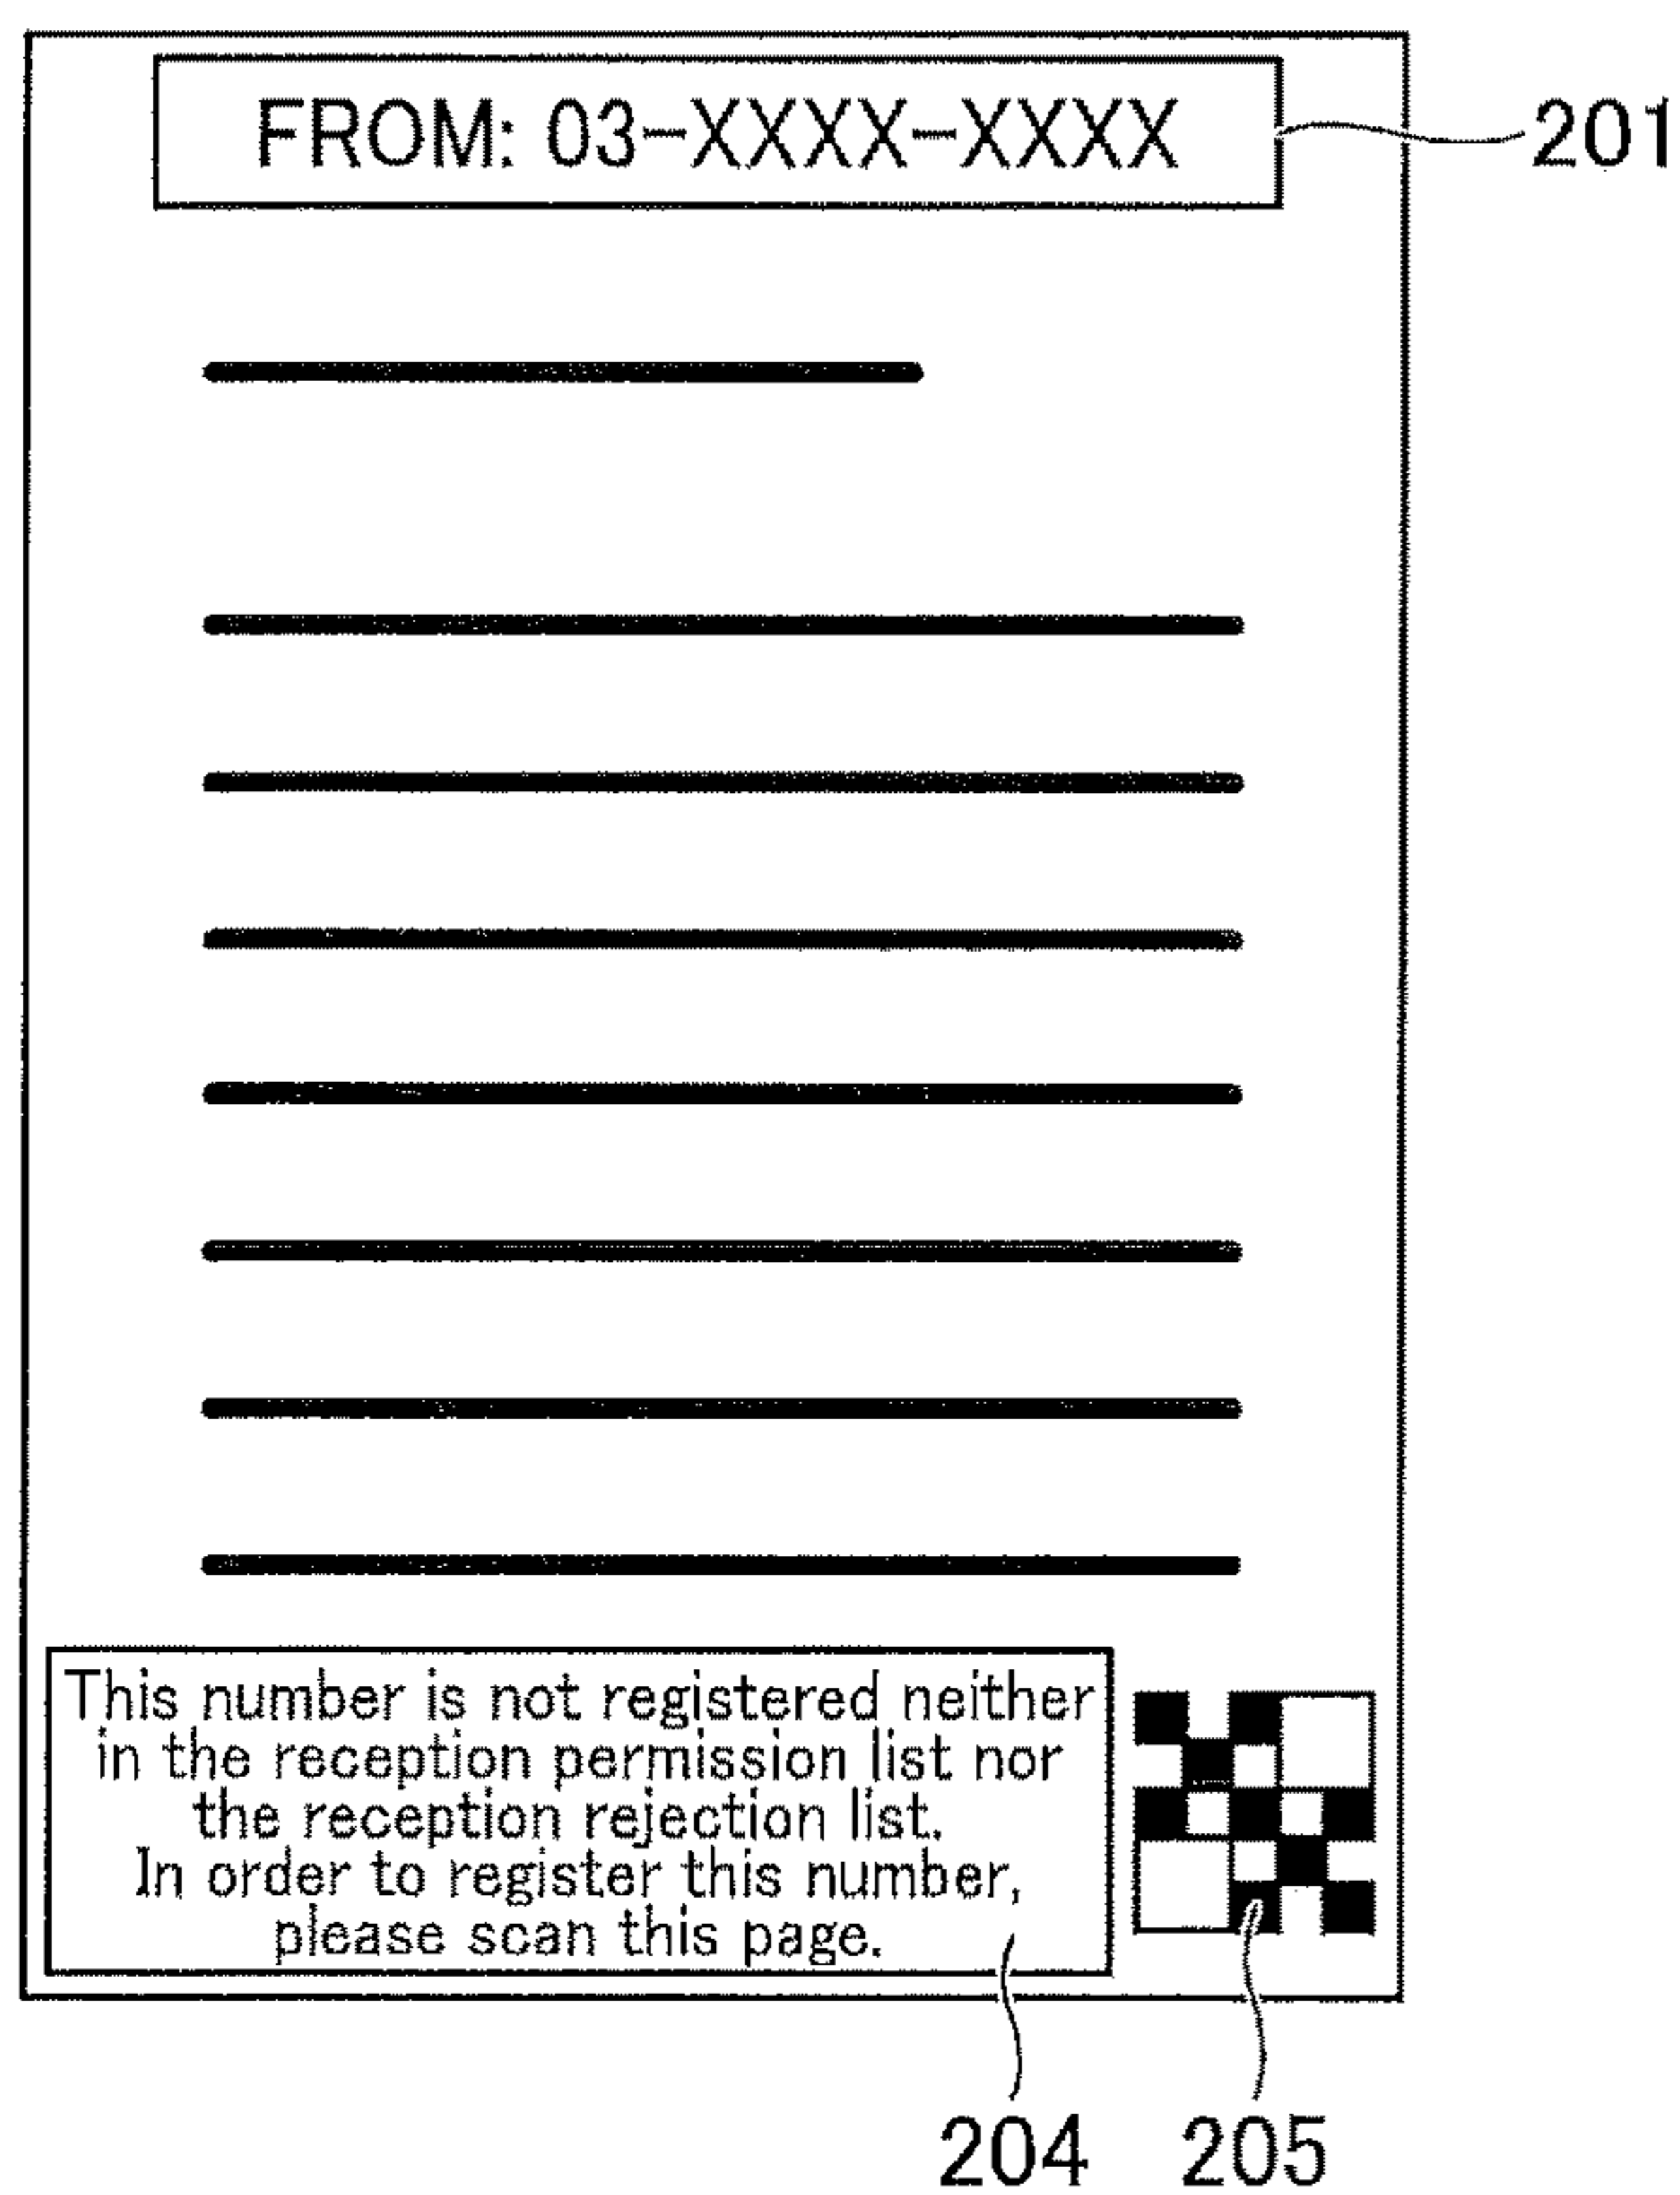 FROM: 03-XXXX-XXXX
201
This number is not registered neither
in the reception permission list nor
the reception rejection list.
In order to register this number,
please scan this page.
204
205